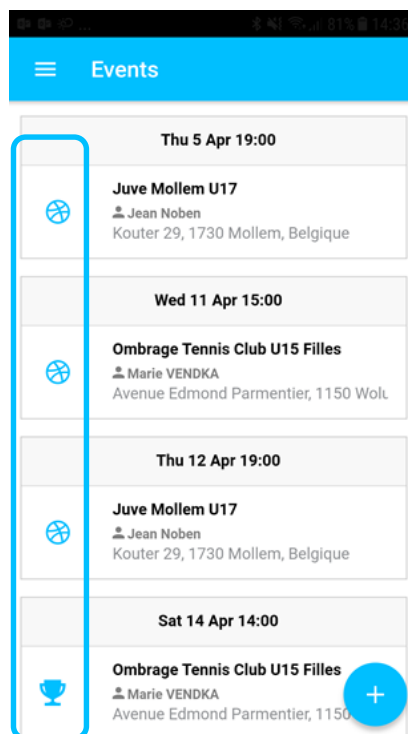 ... 81% 14:36
Events
Thu 5 Apr 19:00
Juve Mollem U17
Jean Noben
Kouter 29, 1730 Mollem, Belgique
Wed 11 Apr 15:00
Ombrage Tennis Club U15 Filles
Marie VENDKA
Avenue Edmond Parmentier, 1150 Wolu
Thu 12 Apr 19:00
Juve Mollem U17
Jean Noben
Kouter 29, 1730 Mollem, Belgique
Sat 14 Apr 14:00
Ombrage Tennis Club U15 Filles
Marie VENDKA
Avenue Edmond Parmentier, 1150
+